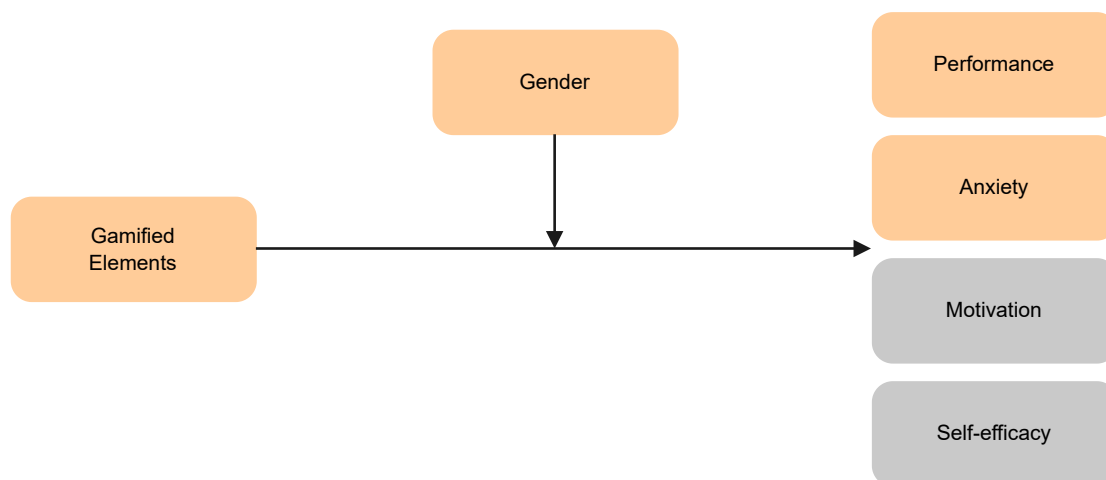 Performance
Gender
Anxiety
Gamified
Elements
Motivation
Self-efficacy